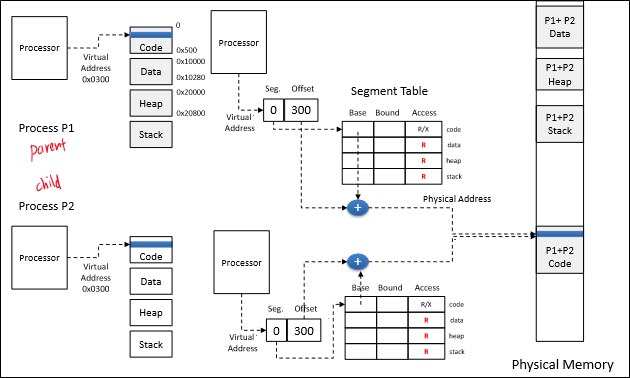 Processor
Virtual
Address
0x0300
Code
Data
Heap
Stack
0
0x500
0x10000
0x10280
0x20000
0x20800
Process P1
parent
child
Process P2
Processor
Virtual
Address
0x0300
Code
Data
Heap
Stack
Processor
Virtual
Address
Seg. Offset
0 300
Segment Table
Base Bound Access
R/X code
R data
R heap
R stack
Physical Address
+
+
Processor
Virtual
Address
Seg. Offset
0 300
Base Bound Access
R/X code
R data
R heap
R stack
P1+ P2
Data
P1+P2
Heap
P1+P2
Stack
P1+P2
Code
Physical Memory